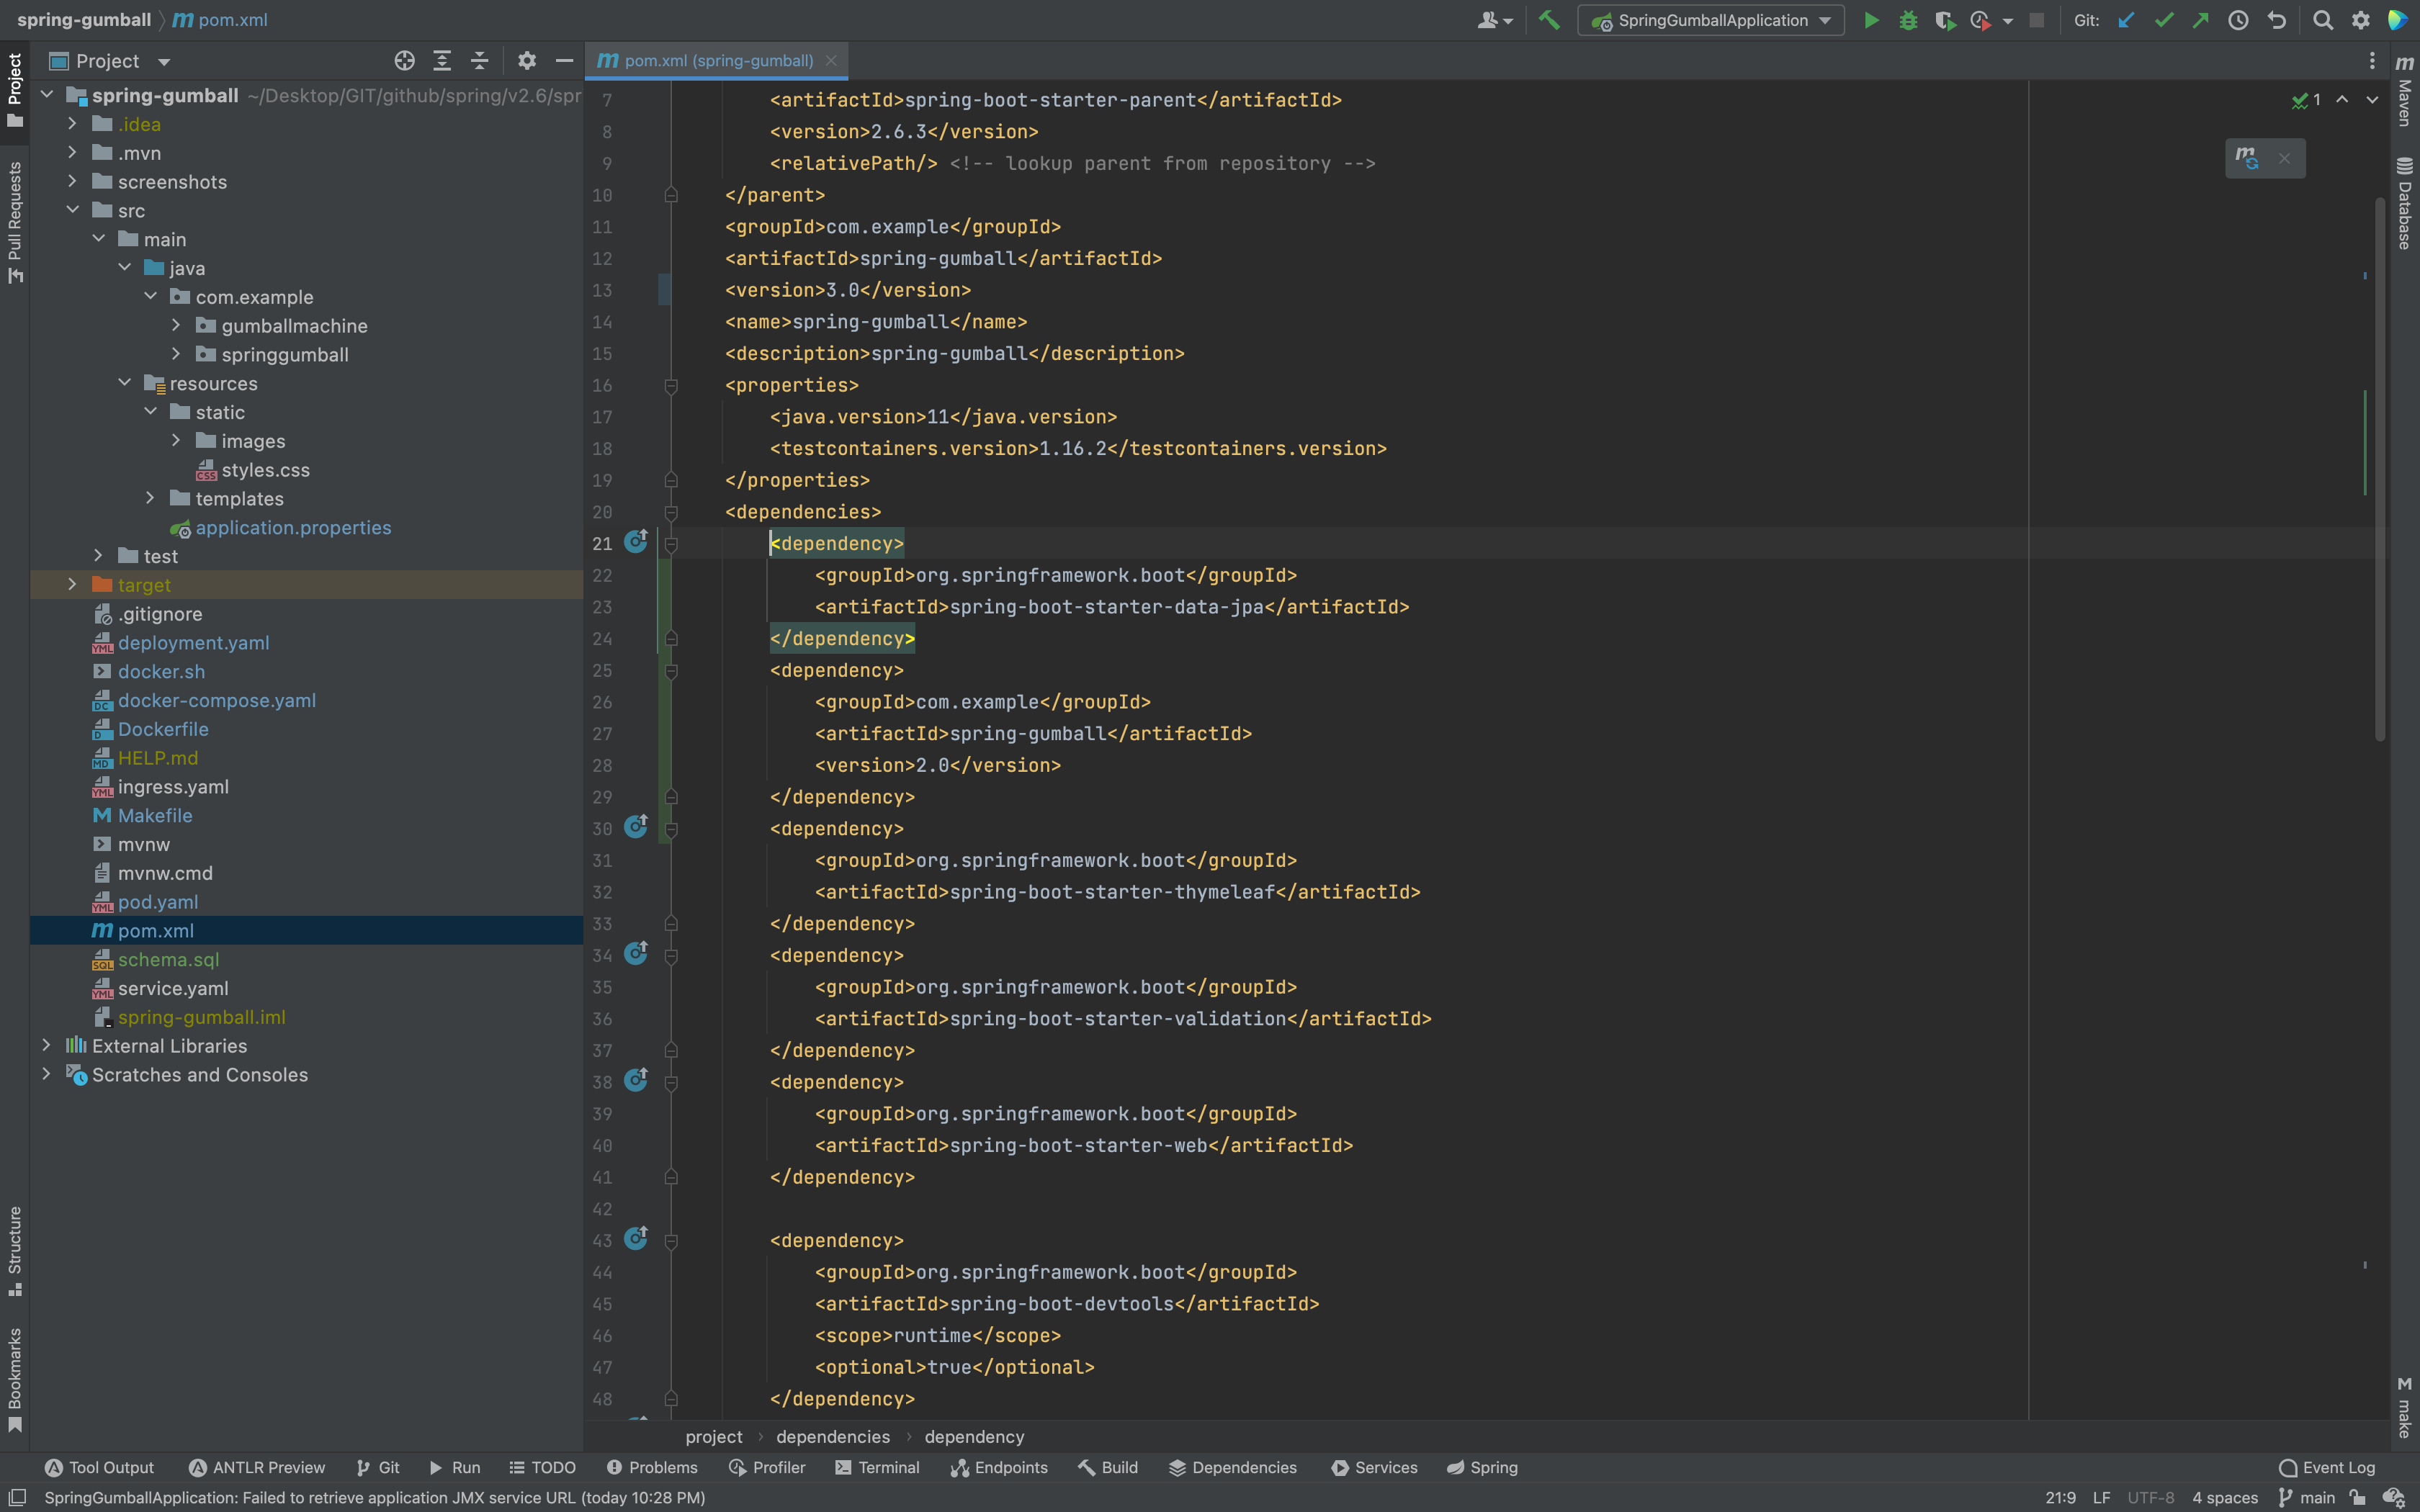 spring-gumball
pom.xml
SpringGumballApplication
Git:
Project
Project
pom.xml (spring-gumball)
Maven
spring-gumball ~/Desktop/GIT/github/spring/v2.6/spr
.idea
.mvn
screenshots
src
main
java
com.example
gumballmachine
springgumball
resources
static
images
styles.css
templates
application.properties
test
target
.gitignore
deployment.yaml
docker.sh
docker-compose.yaml
Dockerfile
HELP.md
ingress.yaml
Makefile
mvnw
mvnw.cmd
pod.yaml
pom.xml
schema.sql
service.yaml
spring-gumball.iml
External Libraries
Scratches and Consoles
Pull Requests
Structure
Bookmarks
7 <artifactId>spring-boot-starter-parent</artifactId>
8 <version>2.6.3</version>
9 <relativePath/> <!-- lookup parent from repository -->
10 </parent>
11 <groupId>com.example</groupId>
12 <artifactId>spring-gumball</artifactId>
13 <version>3.0</version>
14 <name>spring-gumball</name>
15 <description>spring-gumball</description>
16 <properties>
17 <java.version>11</java.version>
18 <testcontainers.version>1.16.2</testcontainers.version>
19 </properties>
20 <dependencies>
21 <dependency>
22 <groupId>org.springframework.boot</groupId>
23 <artifactId>spring-boot-starter-data-jpa</artifactId>
24 </dependency>
25 <dependency>
26 <groupId>com.example</groupId>
27 <artifactId>spring-gumball</artifactId>
28 <version>2.0</version>
29 </dependency>
30 <dependency>
31 <groupId>org.springframework.boot</groupId>
32 <artifactId>spring-boot-starter-thymeleaf</artifactId>
33 </dependency>
34 <dependency>
35 <groupId>org.springframework.boot</groupId>
36 <artifactId>spring-boot-starter-validation</artifactId>
37 </dependency>
38 <dependency>
39 <groupId>org.springframework.boot</groupId>
40 <artifactId>spring-boot-starter-web</artifactId>
41 </dependency>
42
43 <dependency>
44 <groupId>org.springframework.boot</groupId>
45 <artifactId>spring-boot-devtools</artifactId>
46 <scope>runtime</scope>
47 <optional>true</optional>
48 </dependency>
1
Database
make
project
dependencies
dependency
Tool Output
ANTLR Preview
Git
Run
TODO
Problems
Profiler
Terminal
Endpoints
Build
Dependencies
Services
Spring
Event Log
SpringGumballApplication: Failed to retrieve application JMX service URL (today 10:28 PM)
21:9
LF
UTF-8
4 spaces
main